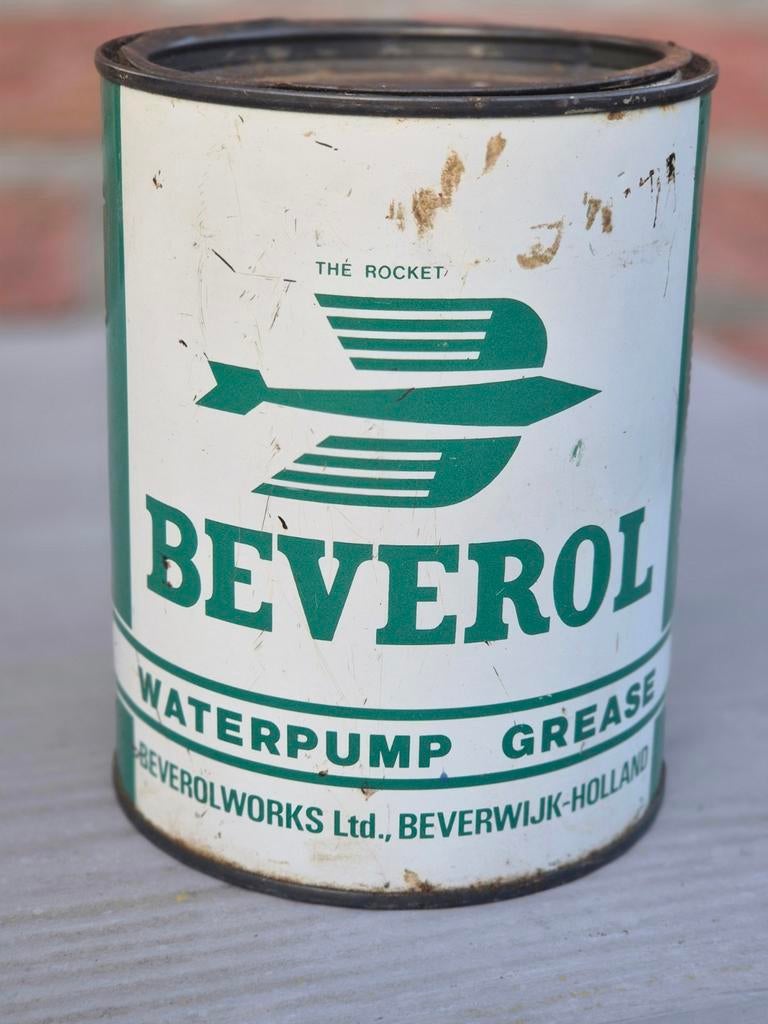 THE ROCKET
BEVEROL
WATERPUMP GREASE
BEVEROLWORKS Ltd., BEVERWIJK-HOLLAND